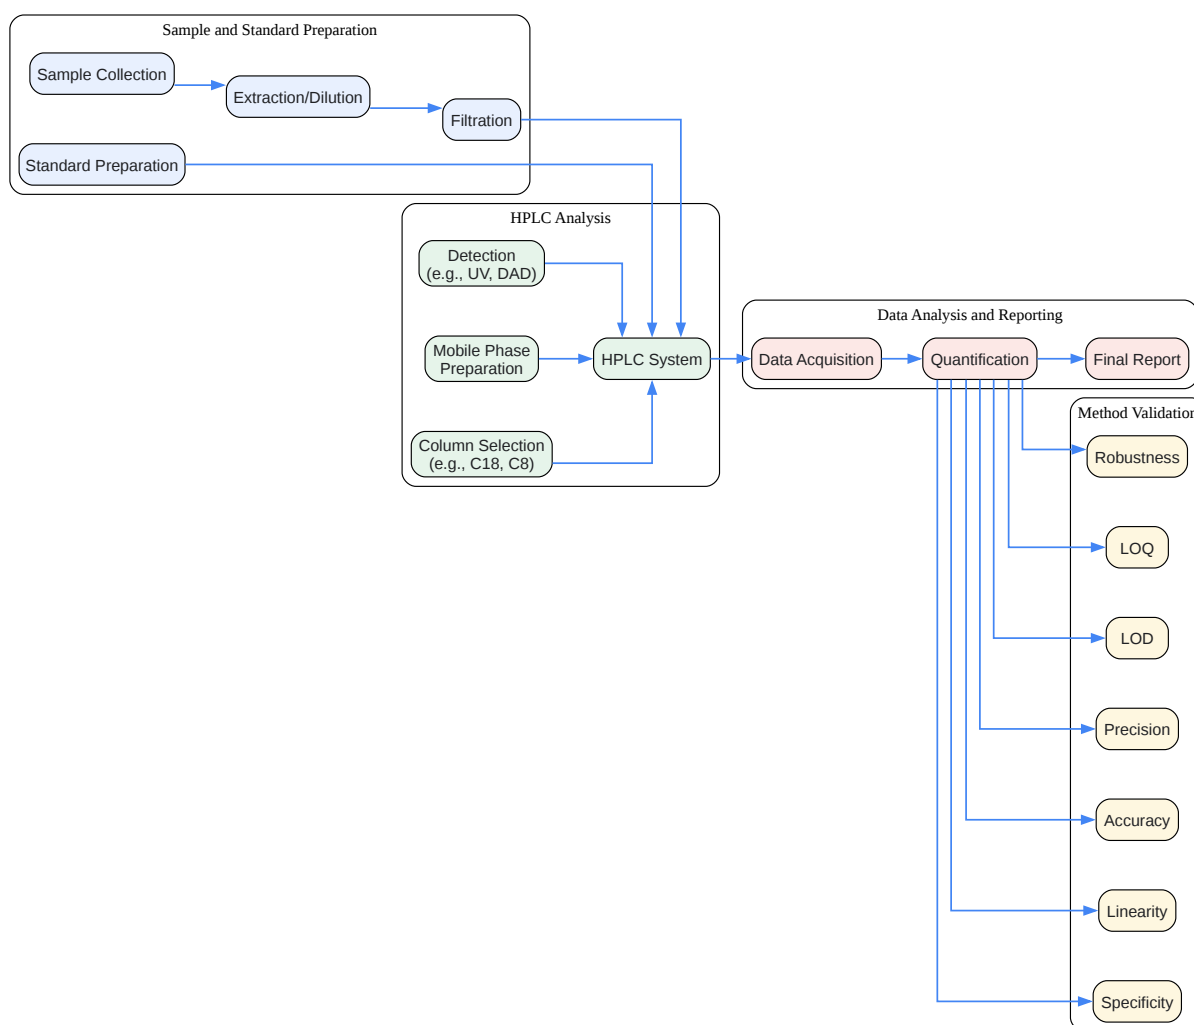 Sample and Standard Preparation
Sample Collection
Extraction/Dilution
Filtration
Standard Preparation
HPLC Analysis
Detection
(e.g., UV, DAD)
Mobile Phase
Preparation
HPLC System
Column Selection
(e.g., C18, C8)
Data Analysis and Reporting
Data Acquisition
Quantification
Final Report
Method Validation
Robustness
LOQ
LOD
Precision
Accuracy
Linearity
Specificity